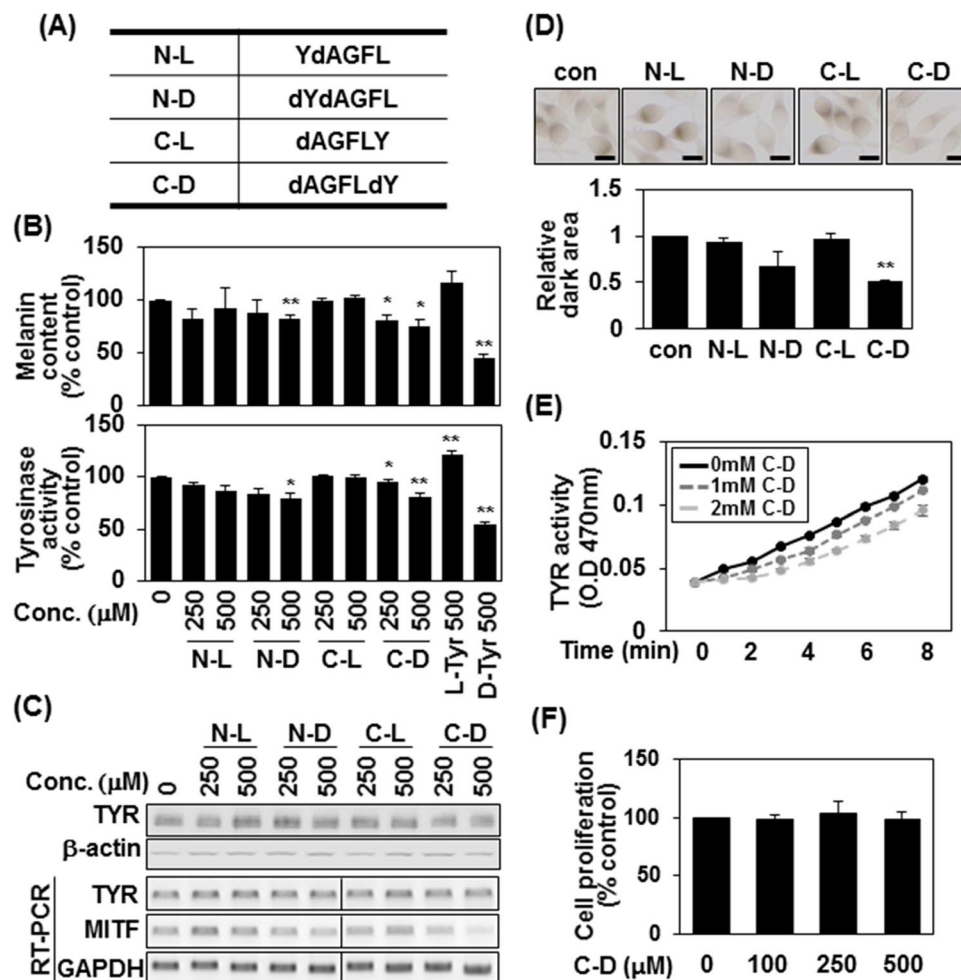 (A)
N-L YdAGFL
N-D dYdAGFL
C-L dAGFLY
C-D dAGFLdY
(B)
Melanin content (% control)
150
100
50
0
** * * **
Tyrosinase activity (% control)
150
100
50
0
* * ** ** **
Conc. (μM) 0 250 500 250 500 250 500 250 500 L-Tyr 500 D-Tyr 500
N-L N-D C-L C-D
(C)
N-L N-D C-L C-D
Conc. (μM) 0 250 500 250 500 250 500 250 500
TYR
β-actin
RT-PCR
TYR
MITF
GAPDH
(D)
con N-L N-D C-L C-D
Relative dark area
1.5
1
0.5
0
**
con N-L N-D C-L C-D
(E)
TYR activity (O.D 470nm)
0.15
0.1
0.05
0
0mM C-D
1mM C-D
2mM C-D
Time (min) 0 2 4 6 8
(F)
Cell proliferation (% control)
150
100
50
0
C-D (μM) 0 100 250 500